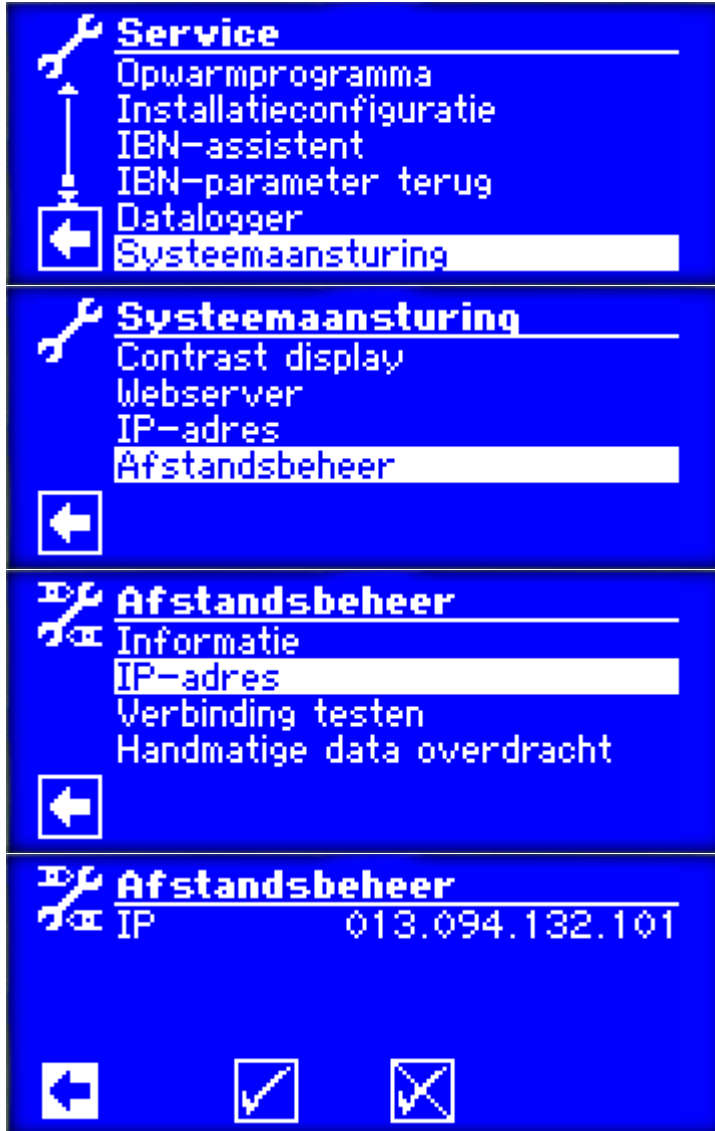 Service
Opwarmprogramma
Installatieconfiguratie
IBN-assistent
IBN-parameter terug
Datalogger
Systeemaansturing
Systeemaansturing
Contrast display
Webserver
IP-adres
Afstandsbeheer
Afstandsbeheer
Informatie
IP-adres
Verbinding testen
Handmatige data overdracht
Afstandsbeheer
IP 013.094.132.101